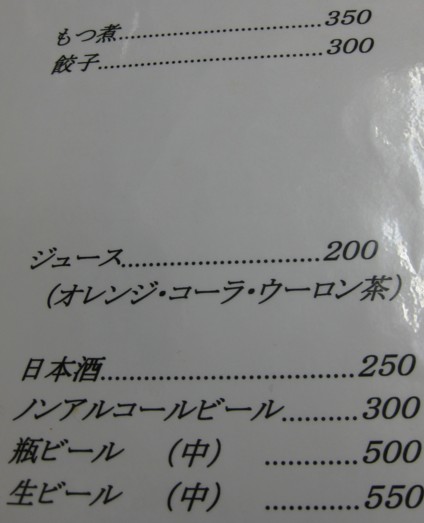 もつ煮..............................350
餃子.................................300
ジュース............................200
(オレンジ・コーラ・ウーロン茶)
日本酒...................................250
ノンアルコールビール...........300
瓶ビール (中) .............500
生ビール (中) .............550